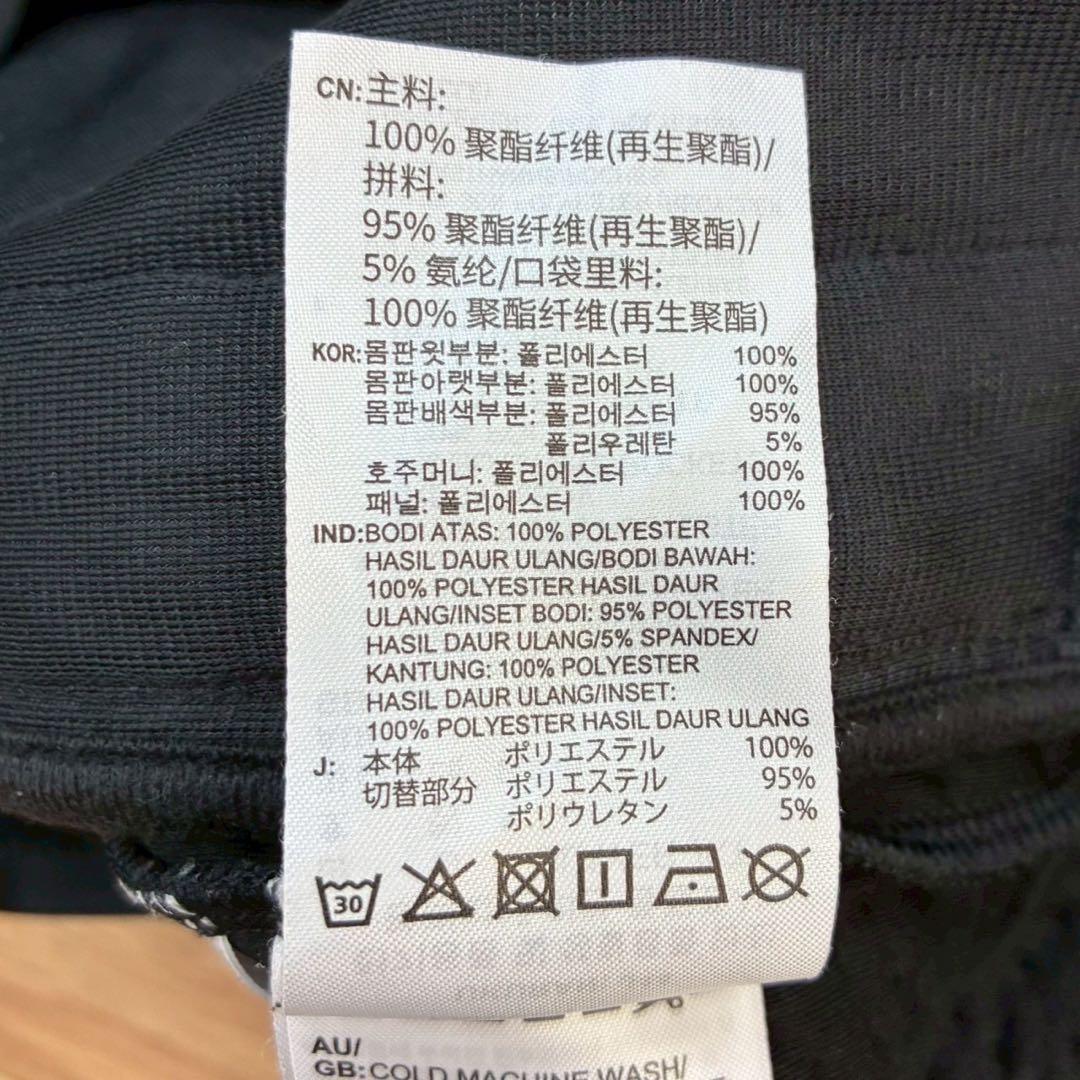 CN:主料:
100% 聚酯纤维(再生聚酯)/
拼料:
95% 聚酯纤维(再生聚酯)/
5% 氨纶/口袋里料:
100% 聚酯纤维(再生聚酯)
KOR:몸판윗부분: 폴리에스터 100%
몸판아랫부분: 폴리에스터 100%
몸판배색부분: 폴리에스터 95%
폴리우레탄 5%
호주머니: 폴리에스터 100%
패널: 폴리에스터 100%
IND:BODI ATAS: 100% POLYESTER
HASIL DAUR ULANG/BODI BAWAH:
100% POLYESTER HASIL DAUR
ULANG/INSET BODI: 95% POLYESTER
HASIL DAUR ULANG/5% SPANDEX/
KANTUNG: 100% POLYESTER
HASIL DAUR ULANG/INSET:
100% POLYESTER HASIL DAUR ULANG
J: 本体 ポリエステル 100%
切替部分 ポリエステル 95%
ポリウレタン 5%
30
AU/
GB:COLD MACHINE WASH/